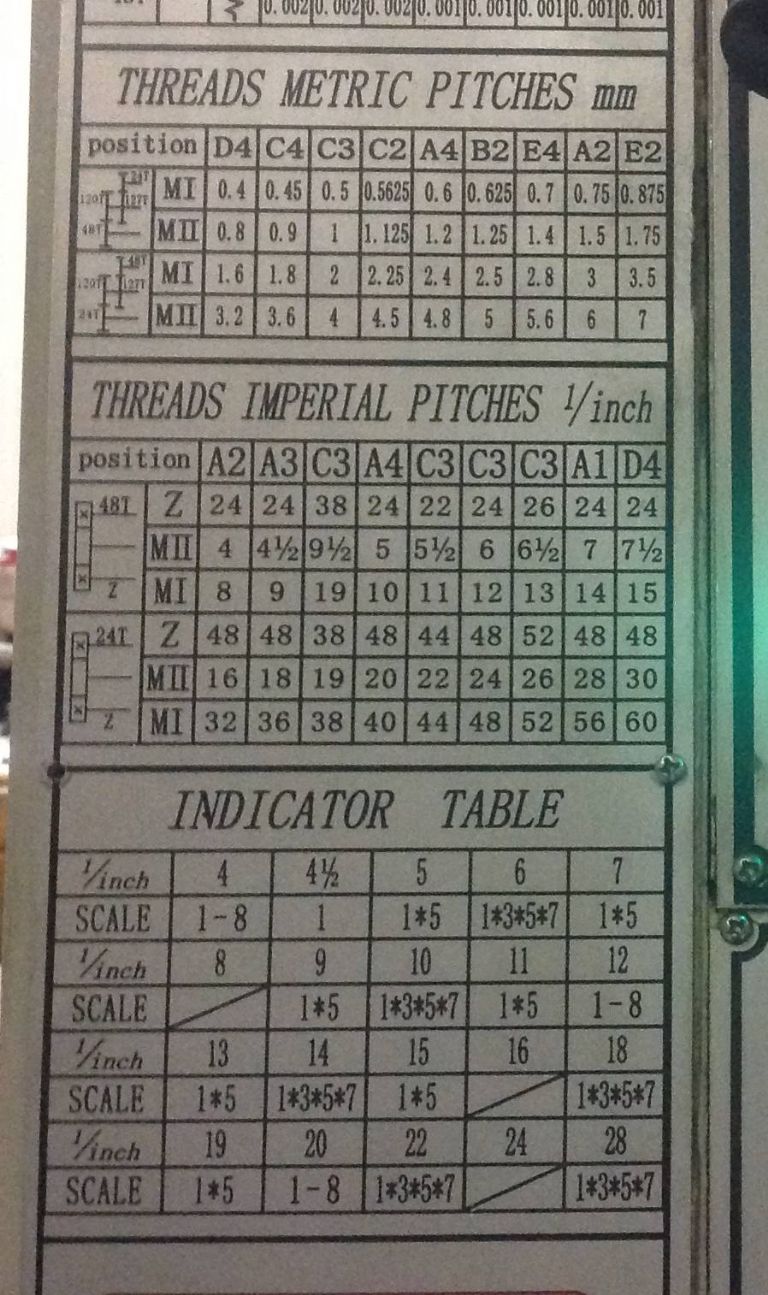 0.002 0.002 0.002 0.001 0.001 0.001 0.001 0.001
THREADS METRIC PITCHES mm
position D4 C4 C3 C2 A4 B2 E4 A2 E2
24T 120T 127T 48T MI 0.4 0.45 0.5 0.5625 0.6 0.625 0.7 0.75 0.875
MII 0.8 0.9 1 1.125 1.2 1.25 1.4 1.5 1.75
48T 120T 127T 24T MI 1.6 1.8 2 2.25 2.4 2.5 2.8 3 3.5
MII 3.2 3.6 4 4.5 4.8 5 5.6 6 7
THREADS IMPERIAL PITCHES 1/inch
position A2 A3 C3 A4 C3 C3 C3 A1 D4
48T Z 24 24 38 24 22 24 26 24 24
MII 4 4½ 9½ 5 5½ 6 6½ 7 7½
Z MI 8 9 19 10 11 12 13 14 15
24T Z 48 48 38 48 44 48 52 48 48
MII 16 18 19 20 22 24 26 28 30
Z MI 32 36 38 40 44 48 52 56 60
INDICATOR TABLE
1/inch 4 4½ 5 6 7
SCALE 1-8 1 1*5 1*3*5*7 1*5
1/inch 8 9 10 11 12
SCALE 1*5 1*3*5*7 1*5 1-8
1/inch 13 14 15 16 18
SCALE 1*5 1*3*5*7 1*5 1*3*5*7
1/inch 19 20 22 24 28
SCALE 1*5 1-8 1*3*5*7 1*3*5*7